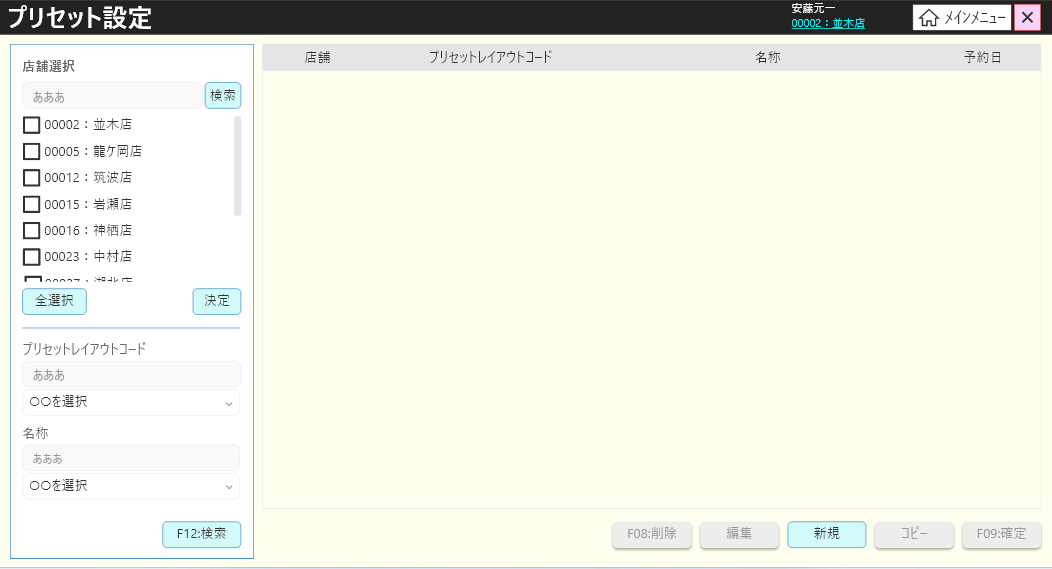 プリセット設定
安藤元一
00002：並木店
メインメニュー
店舗選択
あああ
検索
00002：並木店
00005：龍ケ岡店
00012：筑波店
00015：岩瀬店
00016：神栖店
00023：中村店
全選択
決定
プリセットレイアウトコード
あああ
〇〇を選択
名称
あああ
〇〇を選択
F12:検索
店舗 プリセットレイアウトコード 名称 予約日
F08:削除 編集 新規 コピー F09:確定